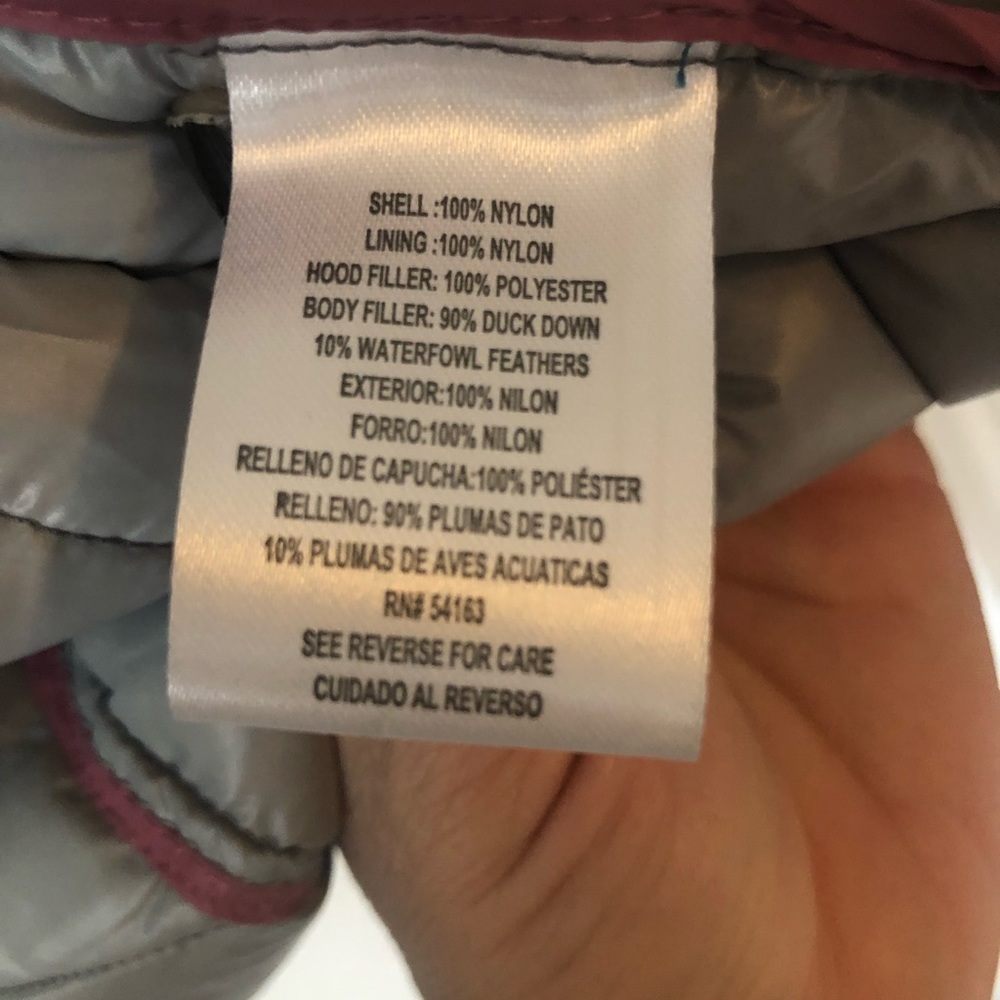 SHELL :100% NYLON
LINING :100% NYLON
HOOD FILLER: 100% POLYESTER
BODY FILLER: 90% DUCK DOWN
10% WATERFOWL FEATHERS
EXTERIOR:100% NILON
FORRO:100% NILON
RELLENO DE CAPUCHA:100% POLIÉSTER
RELLENO: 90% PLUMAS DE PATO
10% PLUMAS DE AVES ACUATICAS
RN# 54163
SEE REVERSE FOR CARE
CUIDADO AL REVERSO